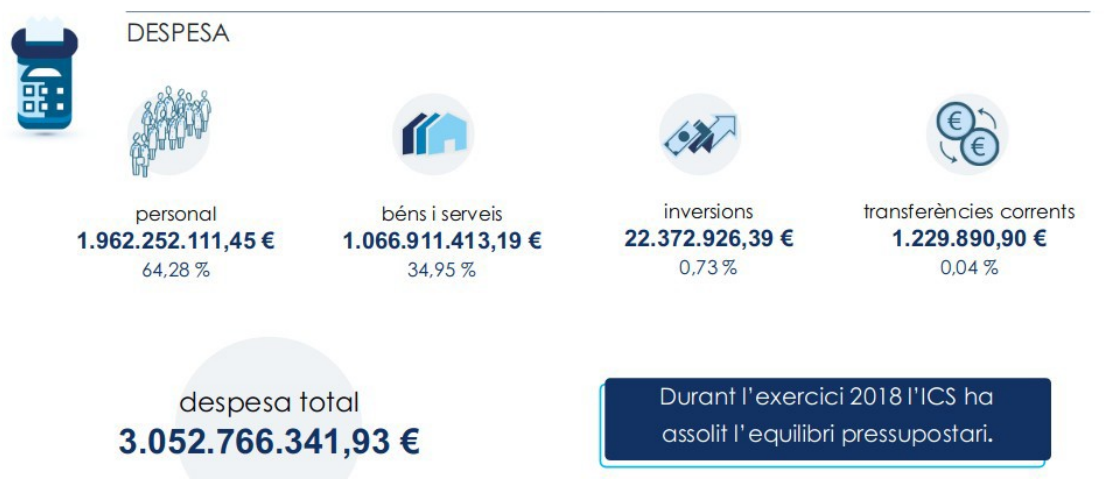 DESPESA
personal
1.962.252.111,45 €
64,28 %
béns i serveis
1.066.911.413,19 €
34,95 %
inversions
22.372.926,39 €
0,73 %
transferències corrents
1.229.890,90 €
0,04 %
despesa total
3.052.766.341,93 €
Durant l'exercici 2018 l'ICS ha
assolit l'equilibri pressupostari.